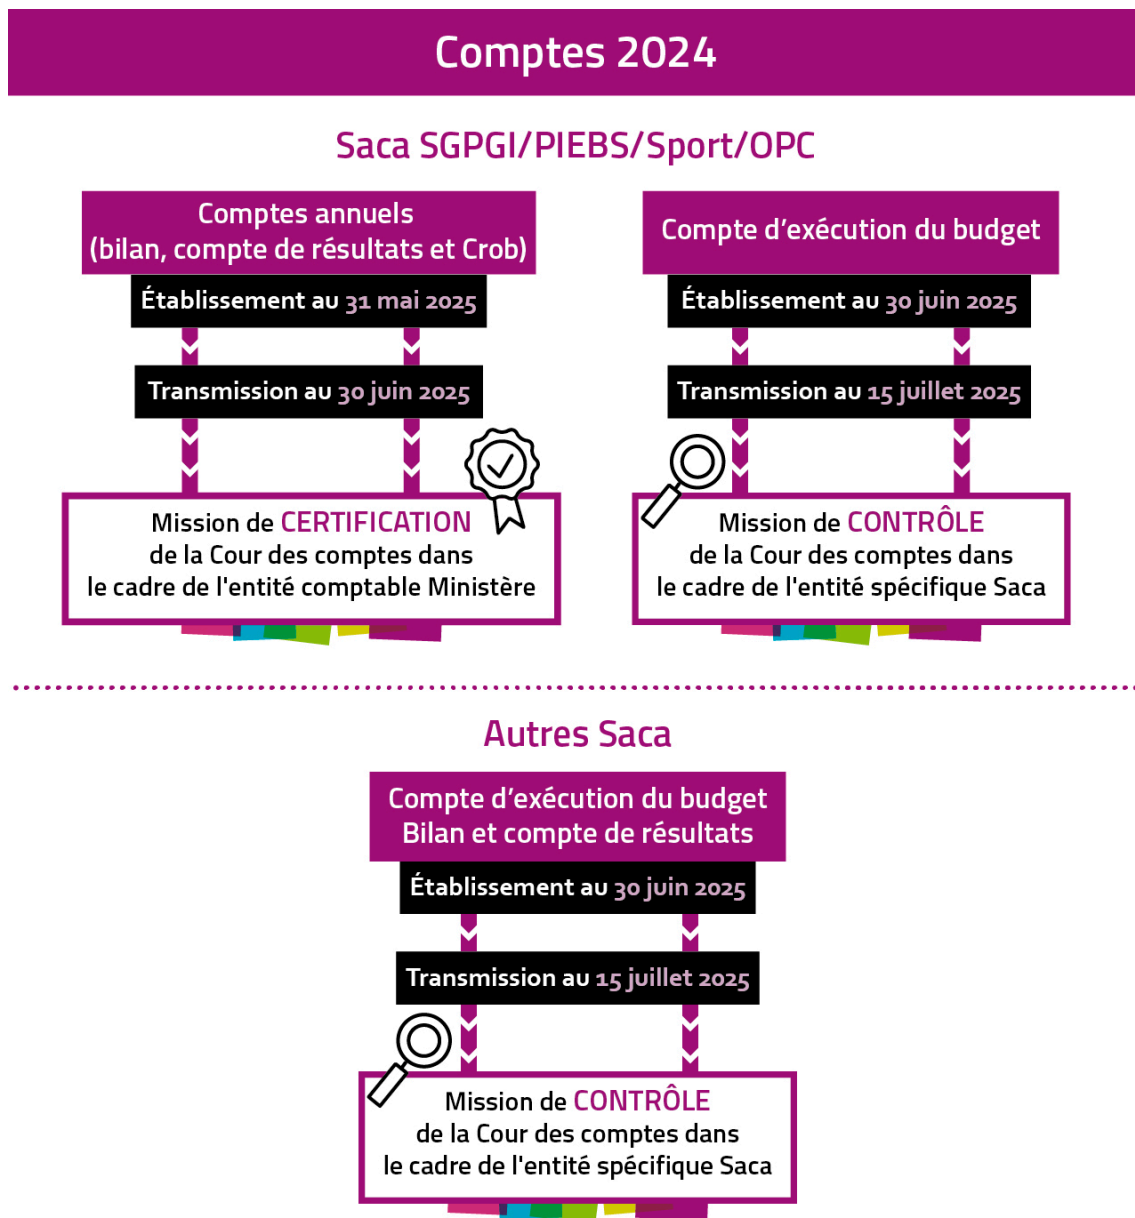 Comptes 2024
Saca SGPGI/PIEBS/Sport/OPC
Comptes annuels
(bilan, compte de résultats et Crob)
Établissement au 31 mai 2025
Transmission au 30 juin 2025
Mission de CERTIFICATION
de la Cour des comptes dans
le cadre de l'entité comptable Ministère
Compte d’exécution du budget
Établissement au 30 juin 2025
Transmission au 15 juillet 2025
Mission de CONTRÔLE
de la Cour des comptes dans
le cadre de l'entité spécifique Saca
Autres Saca
Compte d’exécution du budget
Bilan et compte de résultats
Établissement au 30 juin 2025
Transmission au 15 juillet 2025
Mission de CONTRÔLE
de la Cour des comptes dans
le cadre de l'entité spécifique Saca